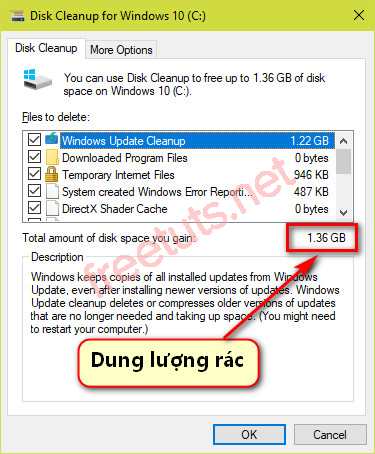 Disk Cleanup for Windows 10 (C:)
Disk Cleanup
More Options
You can use Disk Cleanup to free up to 1.36 GB of disk
space on Windows 10 (C:).
Files to delete:
Windows Update Cleanup 1.22 GB
Downloaded Program Files 0 bytes
Temporary Internet Files 946 KB
System created Windows Error Reporti... 487 KB
DirectX Shader Cache 0 bytes
Total amount of disk space you gain: 1.36 GB
Description
Windows keeps copies of all installed updates from Windows
Update, even after installing newer versions of updates. Windows
Update cleanup deletes or compresses older versions of updates
that are no longer needed and taking up space. (You might need
to restart your computer.)
Dung lượng rác
OK Cancel
freetuts.net